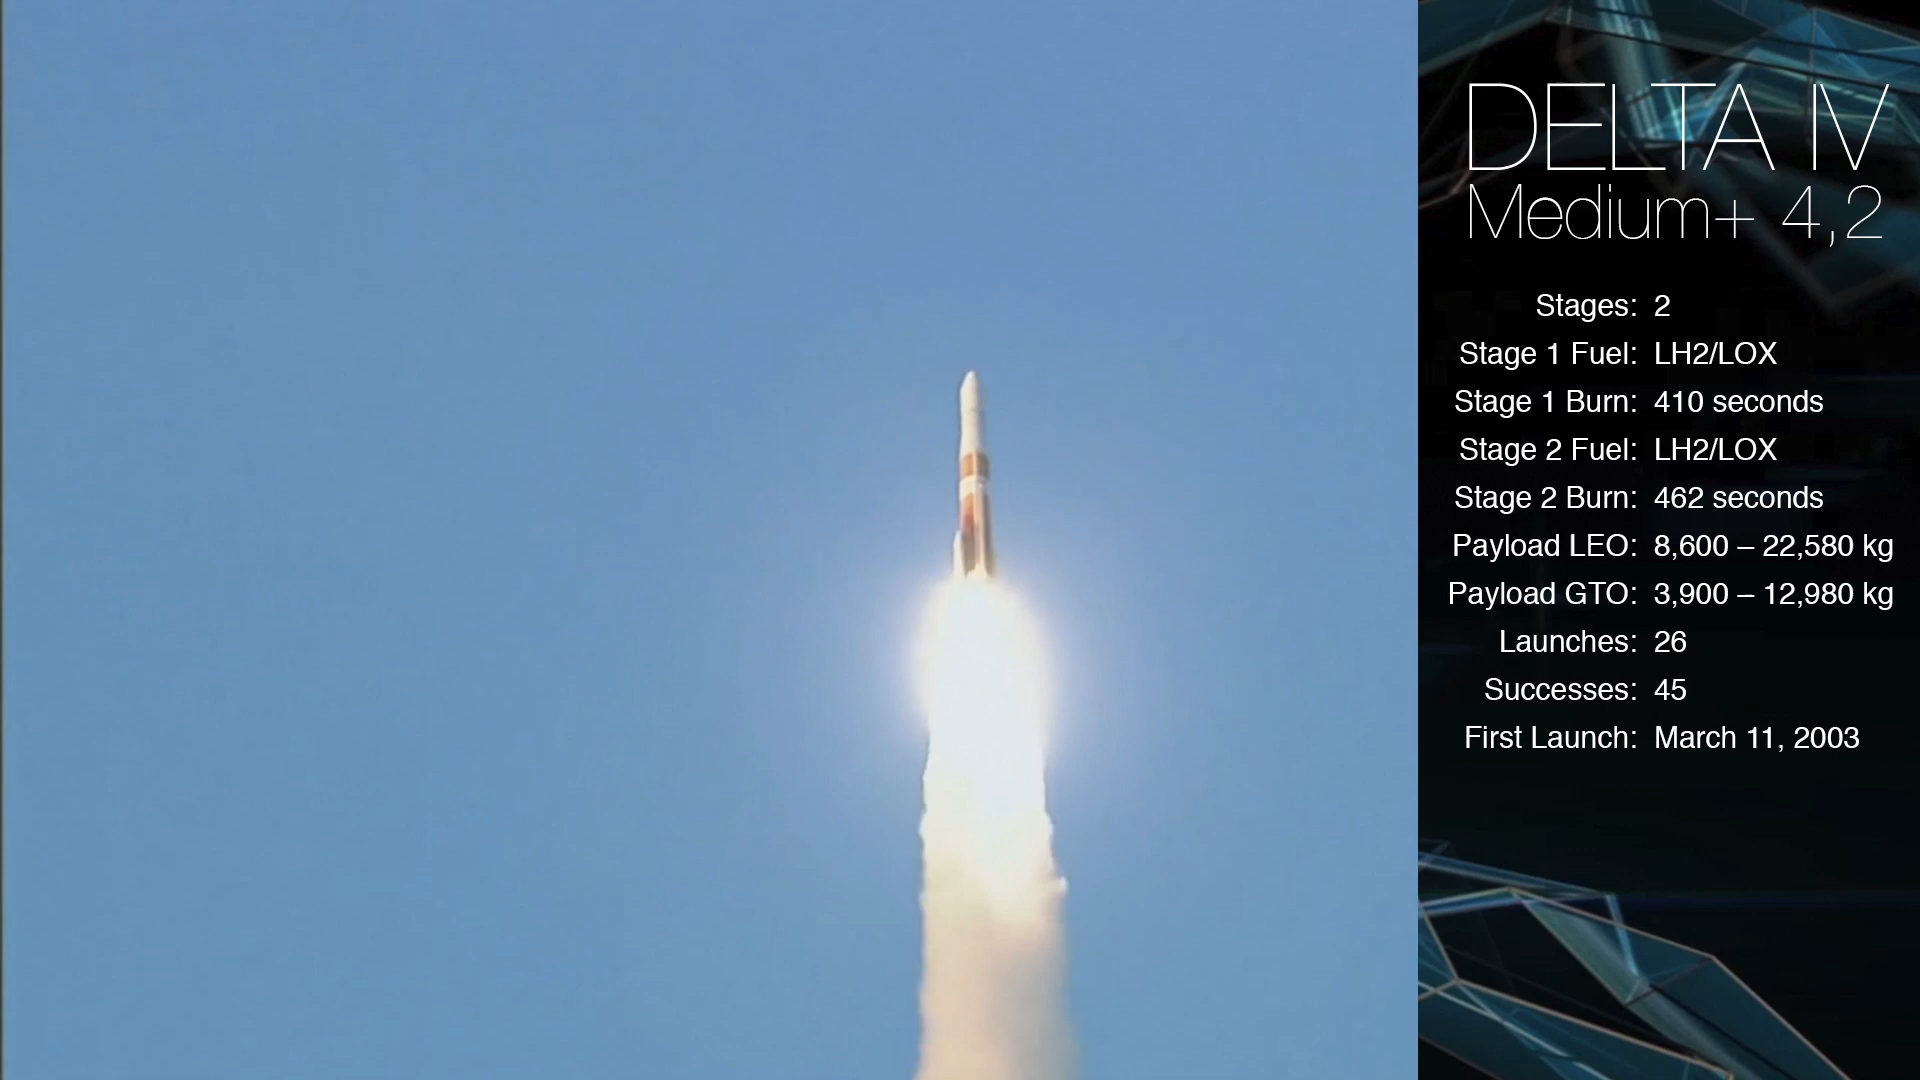 DELTA IV
Medium+ 4,2
Stages: 2
Stage 1 Fuel: LH2/LOX
Stage 1 Burn: 410 seconds
Stage 2 Fuel: LH2/LOX
Stage 2 Burn: 462 seconds
Payload LEO: 8,600 – 22,580 kg
Payload GTO: 3,900 – 12,980 kg
Launches: 26
Successes: 45
First Launch: March 11, 2003